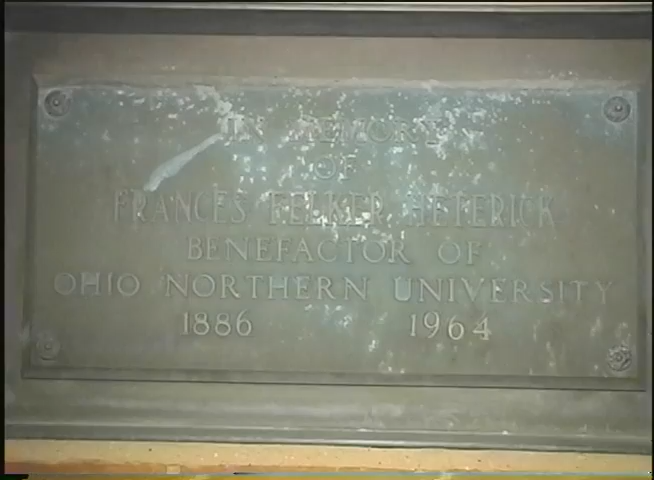 IN MEMORY
OF
FRANCES FELKER HETERICK
BENEFACTOR OF
OHIO NORTHERN UNIVERSITY
1886 1964